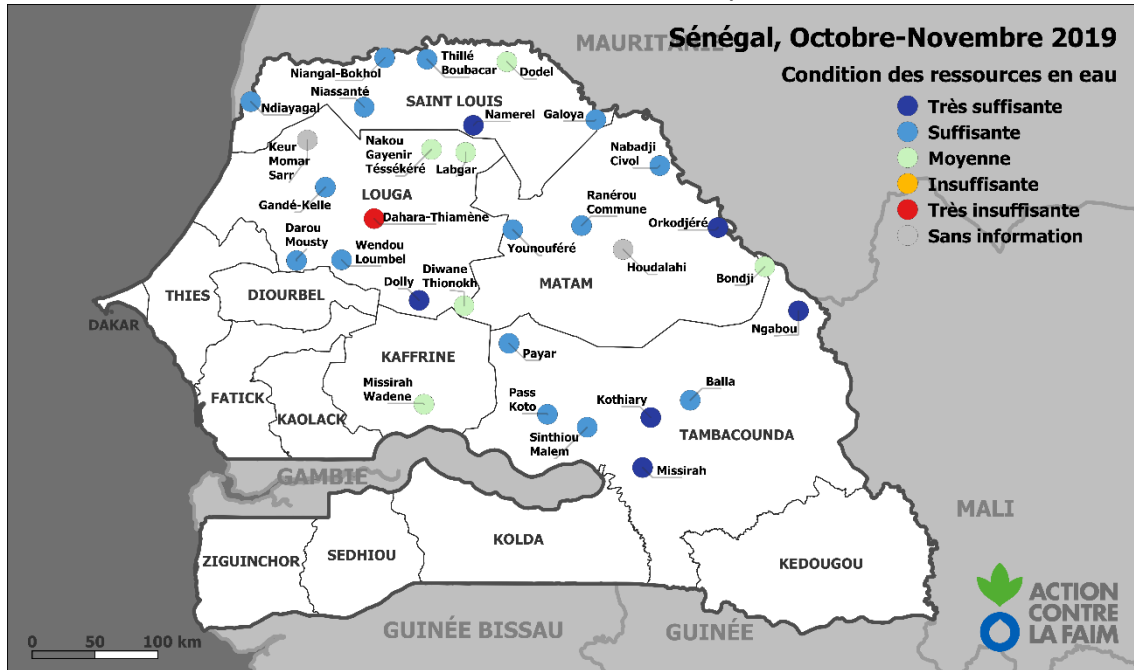 MAURITANIE
Sénégal, Octobre-Novembre 2019
Condition des ressources en eau
Très suffisante
Suffisante
Moyenne
Insuffisante
Très insuffisante
Sans information
Niangal-Bokhol
Thillé
Boubacar
Dodel
Ndiayagal
Niassanté
SAINT LOUIS
Namerel
Galoya
Keur
Momar
Sarr
Nakou
Gayenir
Téssékéré
Labgar
Nabadji
Civol
Gandé-Kelle
LOUGA
Dahara-Thiamène
Ranérou
Commune
Orkodjéré
Darou
Mousty
Wendou
Loumbel
Younouféré
Houdalahi
Bondji
Dolly
Diwane
Thionokh
MATAM
THIES
DIOURBEL
DAKAR
Ngabou
KAFFRINE
Payar
Missirah
Wadene
Pass
Koto
Kothiary
Balla
FATICK
KAOLACK
Sinthiou
Malem
TAMBACOUNDA
Missirah
GAMBIE
MALI
ZIGUINCHOR
SEDHIOU
KOLDA
KEDOUGOU
GUINÉE BISSAU
GUINÉE
0 50 100 km
ACTION
CONTRE
LA FAIM